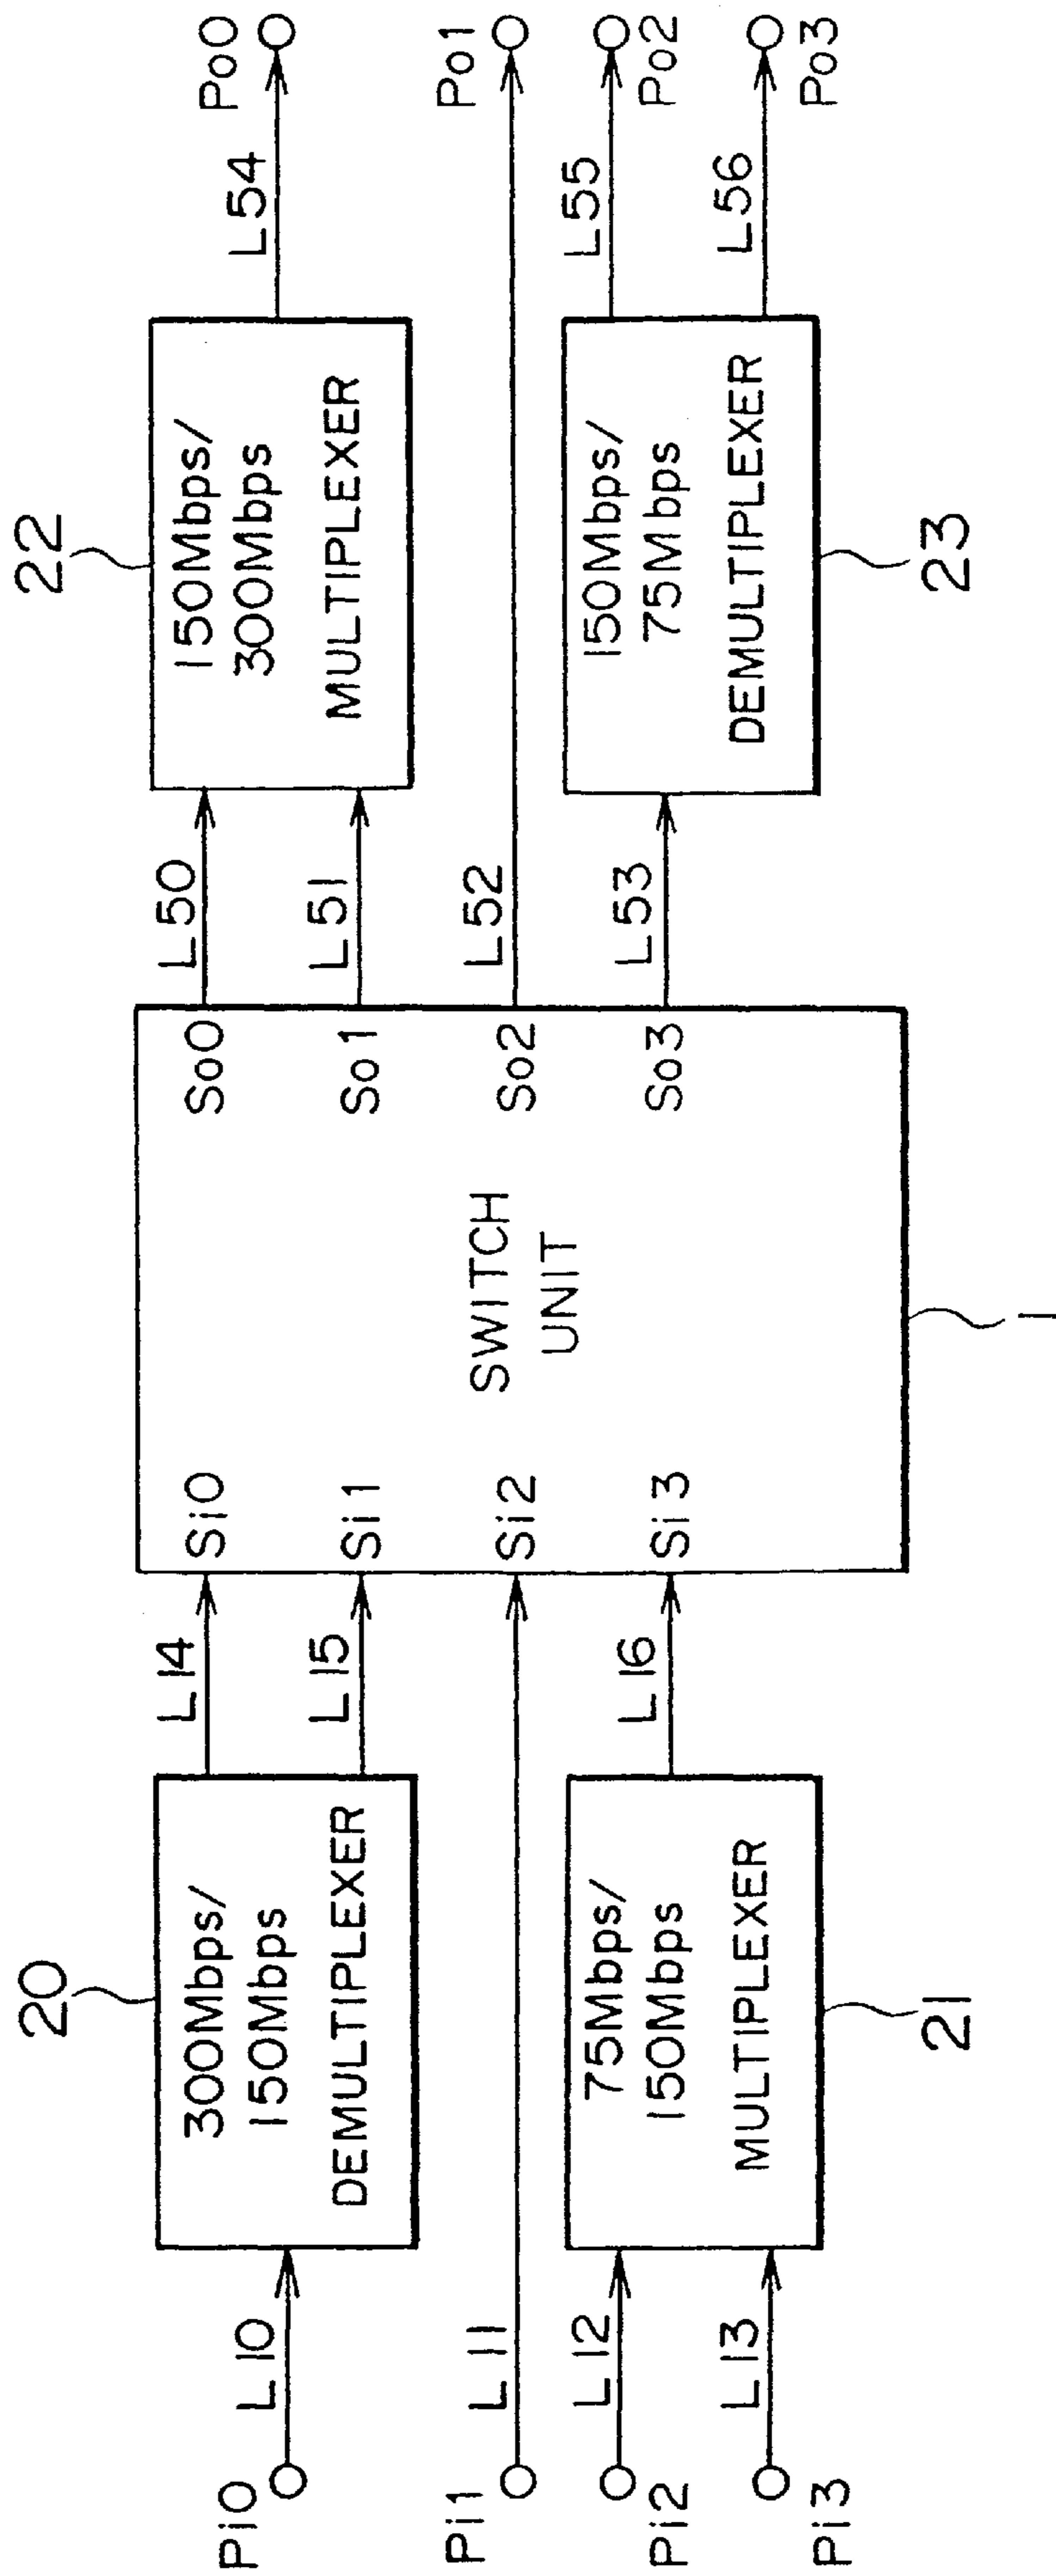 20
22
Pi0
L10
300Mbps/
150Mbps
DEMULTIPLEXER
L14
L15
Si0
Si1
Si2
Si3
SWITCH
UNIT
So0
So1
So2
So3
L50
L51
150Mbps/
300Mbps
MULTIPLEXER
L54
Po0
Pi1
L11
L52
Po1
Pi2
L12
Pi3
L13
75Mbps/
150Mbps
MULTIPLEXER
L16
L53
150Mbps/
75Mbps
DEMULTIPLEXER
L55
Po2
L56
Po3
21
1
23